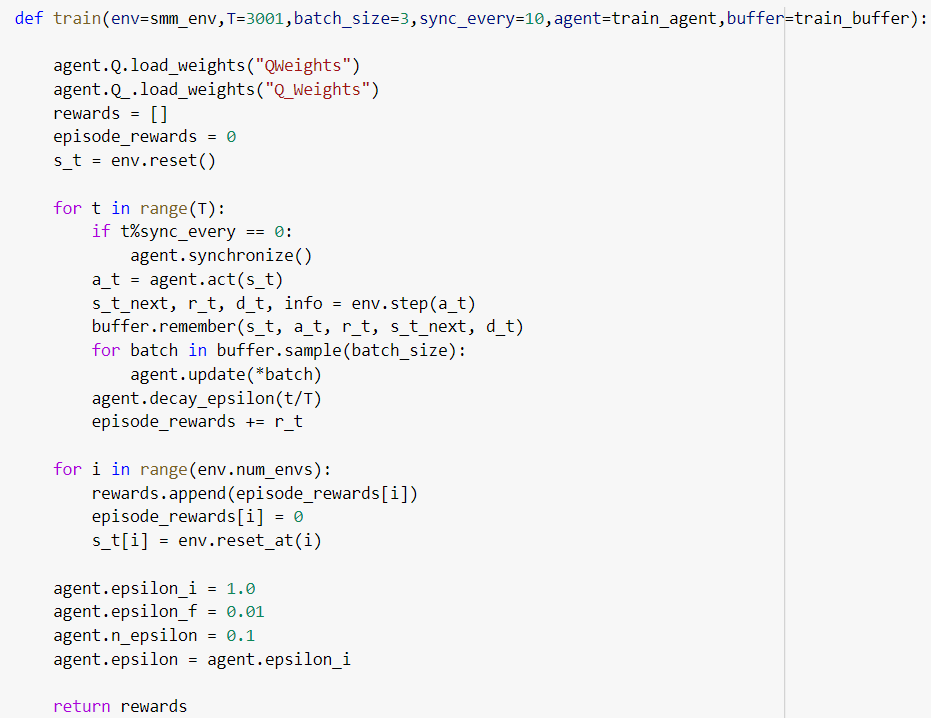 def train(env=smm_env,T=3001,batch_size=3,sync_every=10,agent=train_agent,buffer=train_buffer):
    agent.Q.load_weights("QWeights")
    agent.Q_.load_weights("Q_Weights")
    rewards = []
    episode_rewards = 0
    s_t = env.reset()
    for t in range(T):
        if t%sync_every == 0:
            agent.synchronize()
        a_t = agent.act(s_t)
        s_t_next, r_t, d_t, info = env.step(a_t)
        buffer.remember(s_t, a_t, r_t, s_t_next, d_t)
        for batch in buffer.sample(batch_size):
            agent.update(*batch)
        agent.decay_epsilon(t/T)
        episode_rewards += r_t
    for i in range(env.num_envs):
        rewards.append(episode_rewards[i])
        episode_rewards[i] = 0
        s_t[i] = env.reset_at(i)
    agent.epsilon_i = 1.0
    agent.epsilon_f = 0.01
    agent.n_epsilon = 0.1
    agent.epsilon = agent.epsilon_i
    return rewards